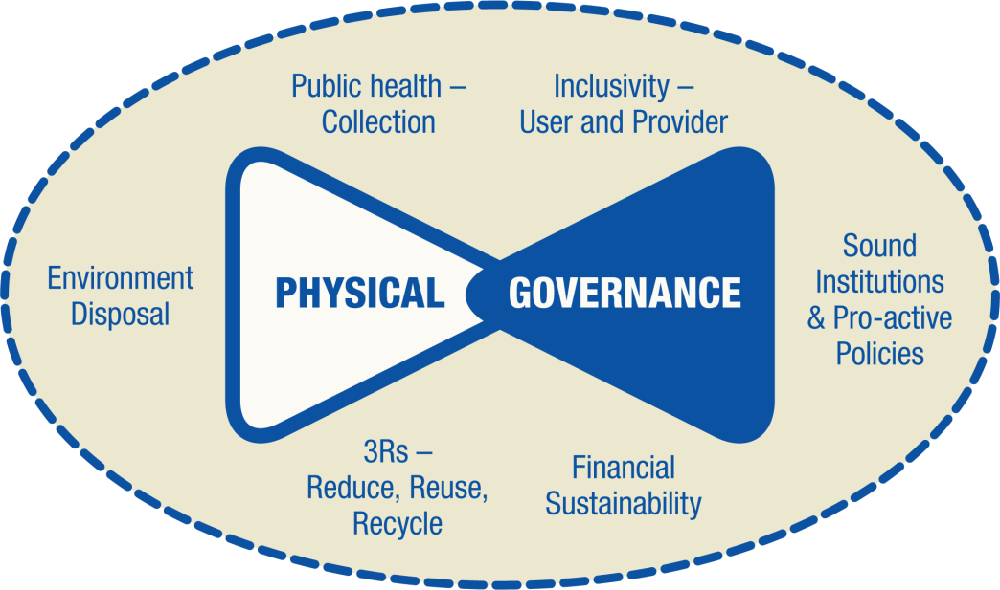 Public health –
Collection
Inclusivity –
User and Provider
Environment
Disposal
PHYSICAL
GOVERNANCE
Sound
Institutions
& Pro-active
Policies
3Rs –
Reduce, Reuse,
Recycle
Financial
Sustainability